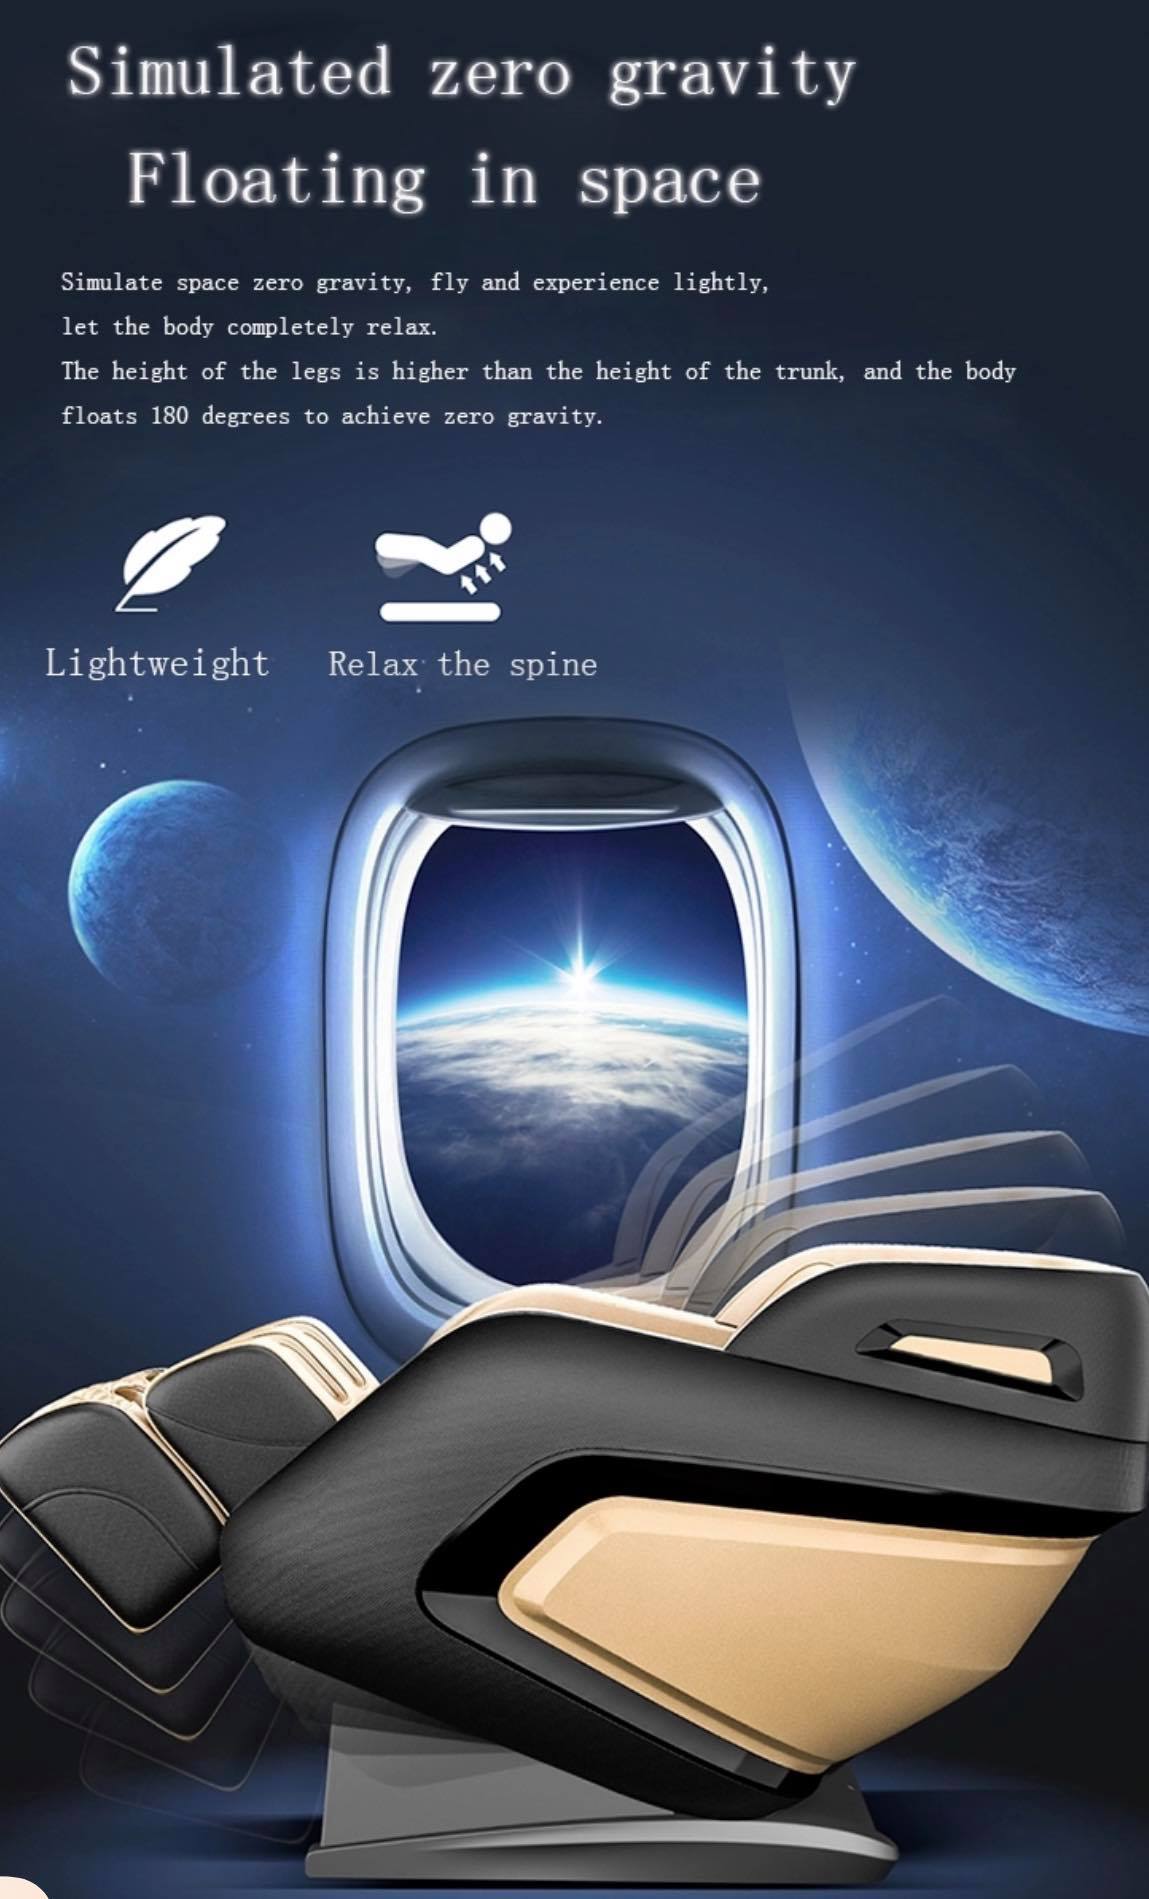 Simulated zero gravity
Floating in space
Simulate space zero gravity, fly and experience lightly,
let the body completely relax.
The height of the legs is higher than the height of the trunk, and the body
floats 180 degrees to achieve zero gravity.
Lightweight
Relax the spine